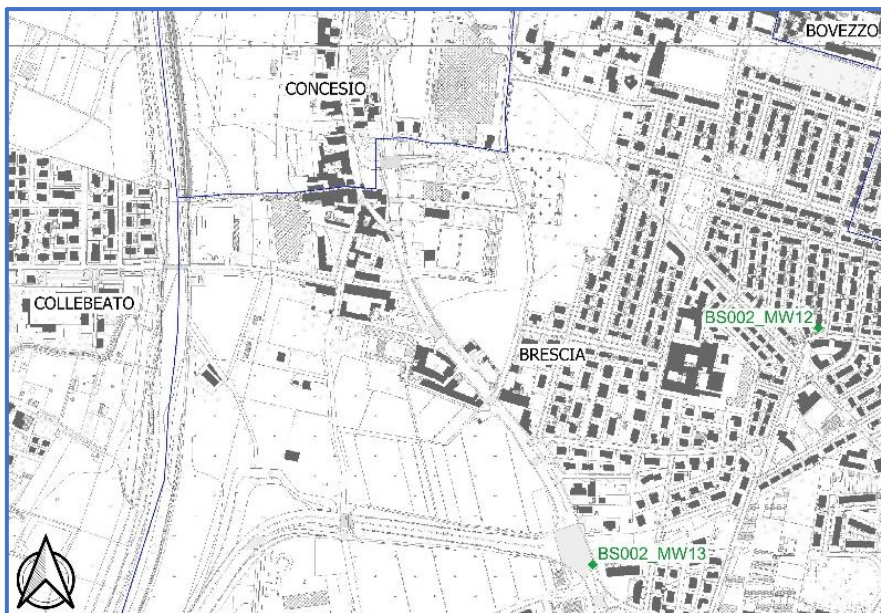 BOVEZZO
CONCESIO
COLLEBEATO
BS002_MW12
BRESCIA
BS002_MW13